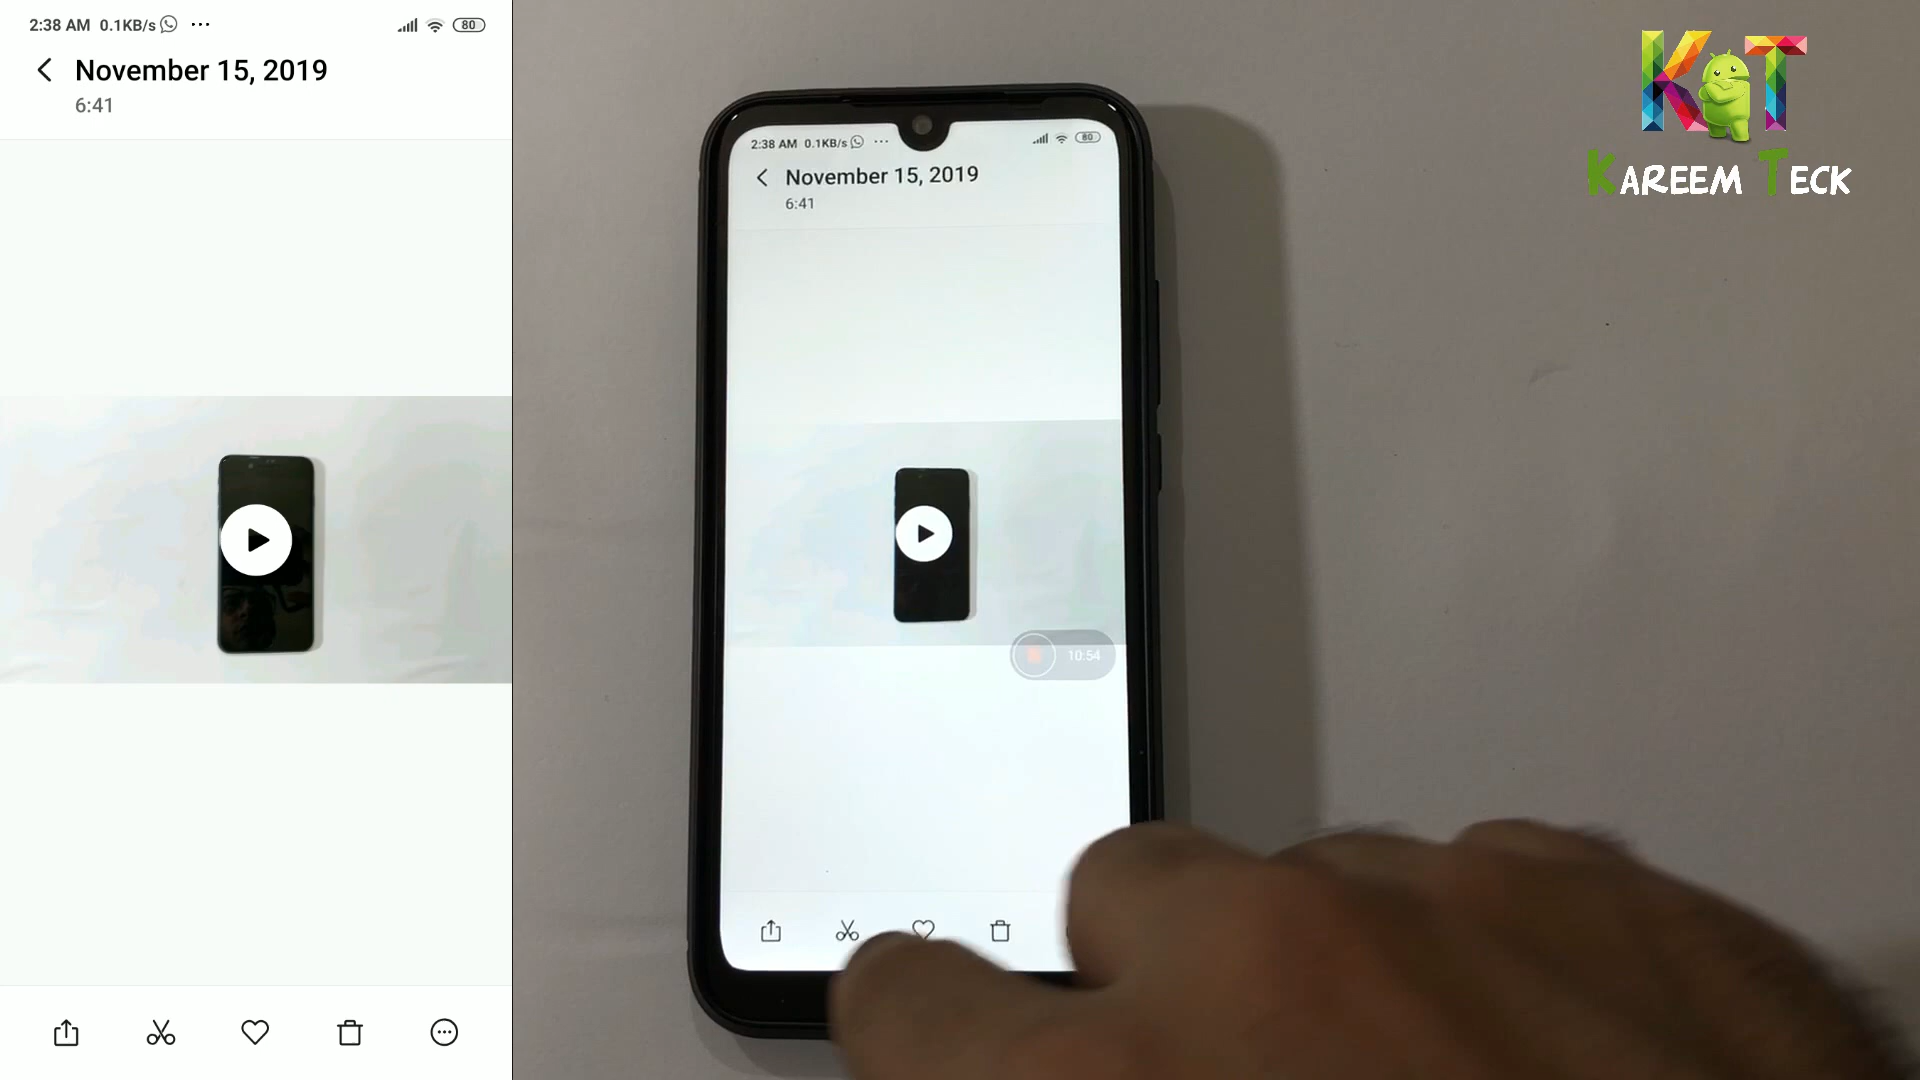 2:38 AM 0.1KB/s ... 80
November 15, 2019
6:41
2:38 AM 0.1KB/s ... 80
November 15, 2019
6:41
10:54
KT
KAREEM TECK